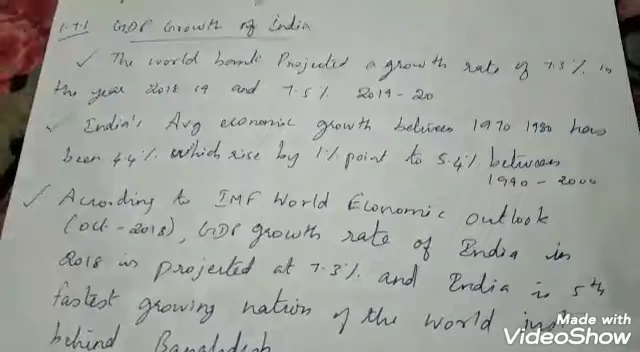 1.7.1 GDP Growth of India
✓ The world bank Projected a growth rate of 7.3% in
the year 2018 19 and 7.5% 2019-20
✓ India's Avg economic growth between 1970 1980 has
been 4.4% which rise by 1% point to 5.4% between
1990-2000
✓ According to IMF World Economic outlook
(oct-2018), GDP growth rate of India in
2018 is projected at 7.3% and India is 5th
fastest growing nation of the world just
behind Bangladesh
Made with
VideoShow